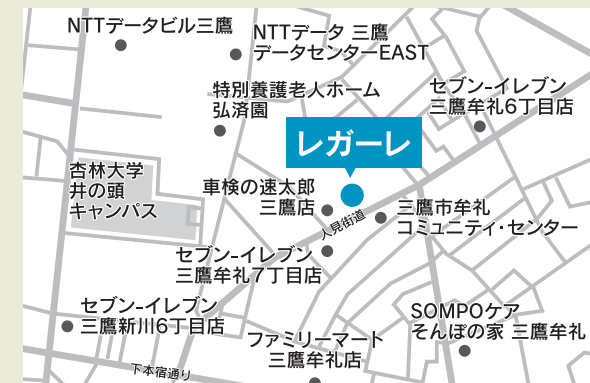 NTTデータビル三鷹
NTTデータ 三鷹
データセンターEAST
特別養護老人ホーム
弘済園
セブン-イレブン
三鷹牟礼6丁目店
レガーレ
杏林大学
井の頭
キャンパス
車検の速太郎
三鷹店
人見街道
三鷹市牟礼
コミュニティ・センター
セブン-イレブン
三鷹牟礼7丁目店
セブン-イレブン
三鷹新川6丁目店
ファミリーマート
三鷹牟礼店
SOMPOケア
そんぽの家 三鷹牟礼
下本宿通り